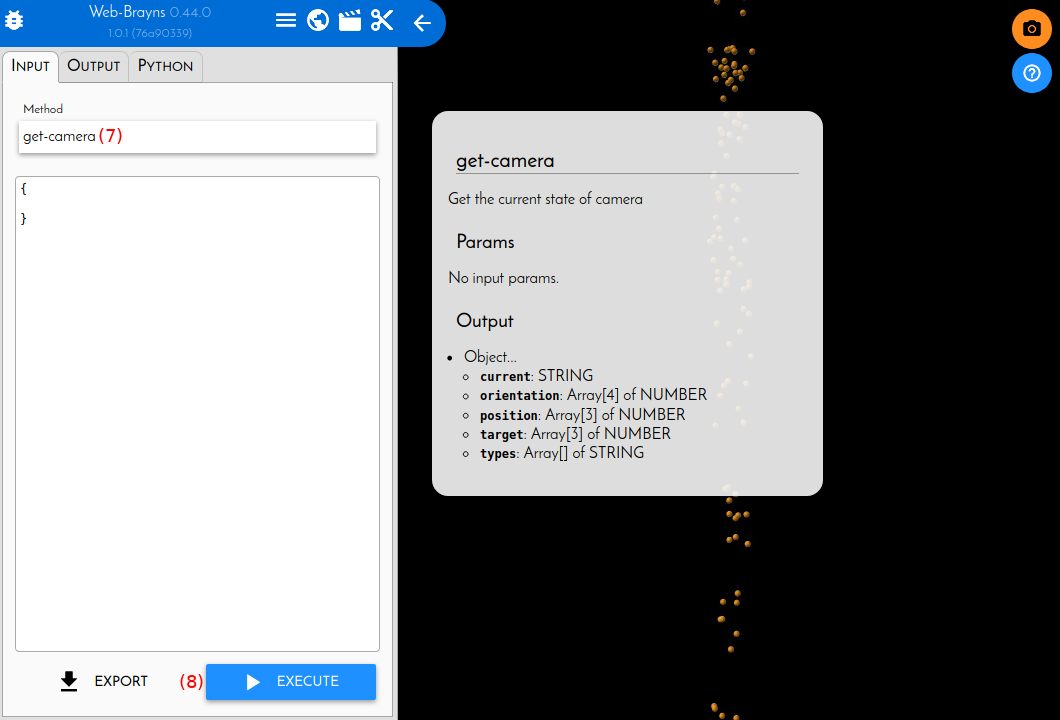 Web-Brayns 0.44.0
1.0.1 (76a90339)
INPUT OUTPUT PYTHON
Method
get-camera (7)
{
}
EXPORT (8) EXECUTE
get-camera
Get the current state of camera
Params
No input params.
Output
• Object...
◦ current: STRING
◦ orientation: Array[4] of NUMBER
◦ position: Array[3] of NUMBER
◦ target: Array[3] of NUMBER
◦ types: Array[] of STRING